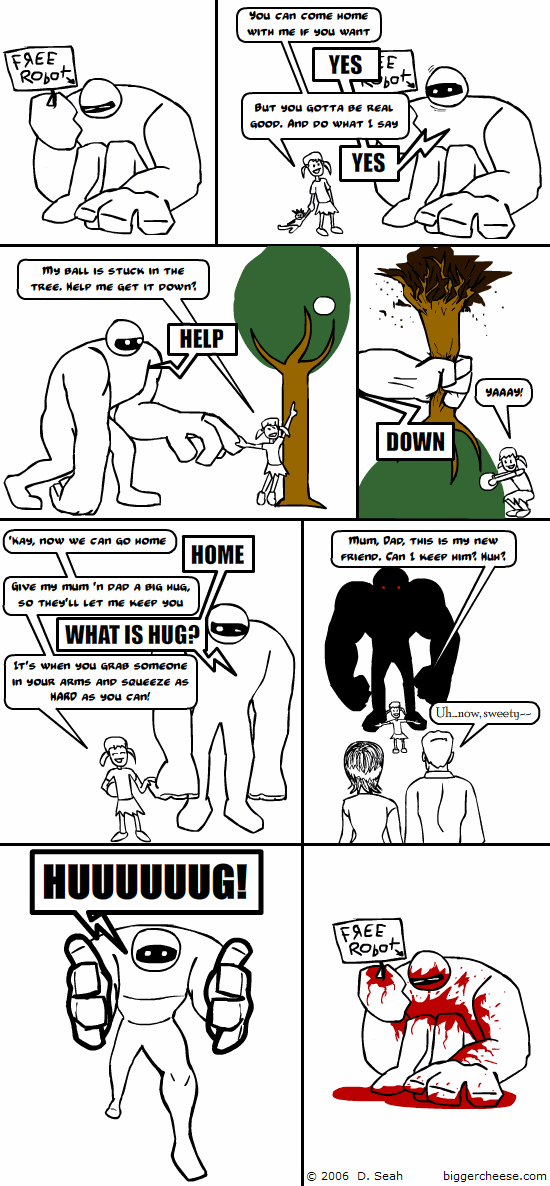 FЯEE
RobOt
You can come home
with me if you want
YES
EE
obot
But you gotta be real
good. And do what I say
YES
My ball is stuck in the
tree. Help me get it down?
HELP
DOWN
YAAAY!
'Kay, now we can go home
HOME
Give my mum 'n dad a big hug,
so they'll let me keep you
WHAT IS HUG?
It's when you grab someone
in your arms and squeeze as
HARD as you can!
Mum, Dad, this is my new
friend. Can I keep him? Huh?
Uh...now, sweety--
HUUUUUUG!
FЯEE
RoboT
© 2006 D. Seah
biggercheese.com